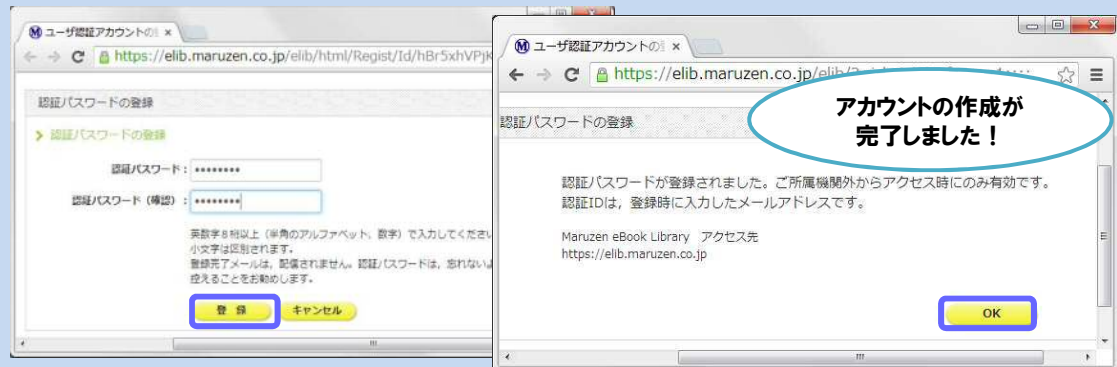 ユーザ認証アカウントの
https://elib.maruzen.co.jp/elib/html/Regist/Id/hBr5xhVPjK
認証パスワードの登録
認証パスワードの登録
認証パスワード：••••••••
認証パスワード（確認）：••••••••
英数字８桁以上（半角のアルファベット、数字）で入力してくださ
小文字は区別されます。
登録完了メールは、配信されません。認証パスワードは、忘れないよ
控えることをお勧めします。
登 録
キャンセル
ユーザ認証アカウントの
https://elib.maruzen.co.jp/elib/
アカウントの作成が
完了しました！
認証パスワードの登録
認証パスワードが登録されました。ご所属機関外からアクセス時にのみ有効です。
認証IDは，登録時に入力したメールアドレスです。
Maruzen eBook Library　アクセス先
https://elib.maruzen.co.jp
OK